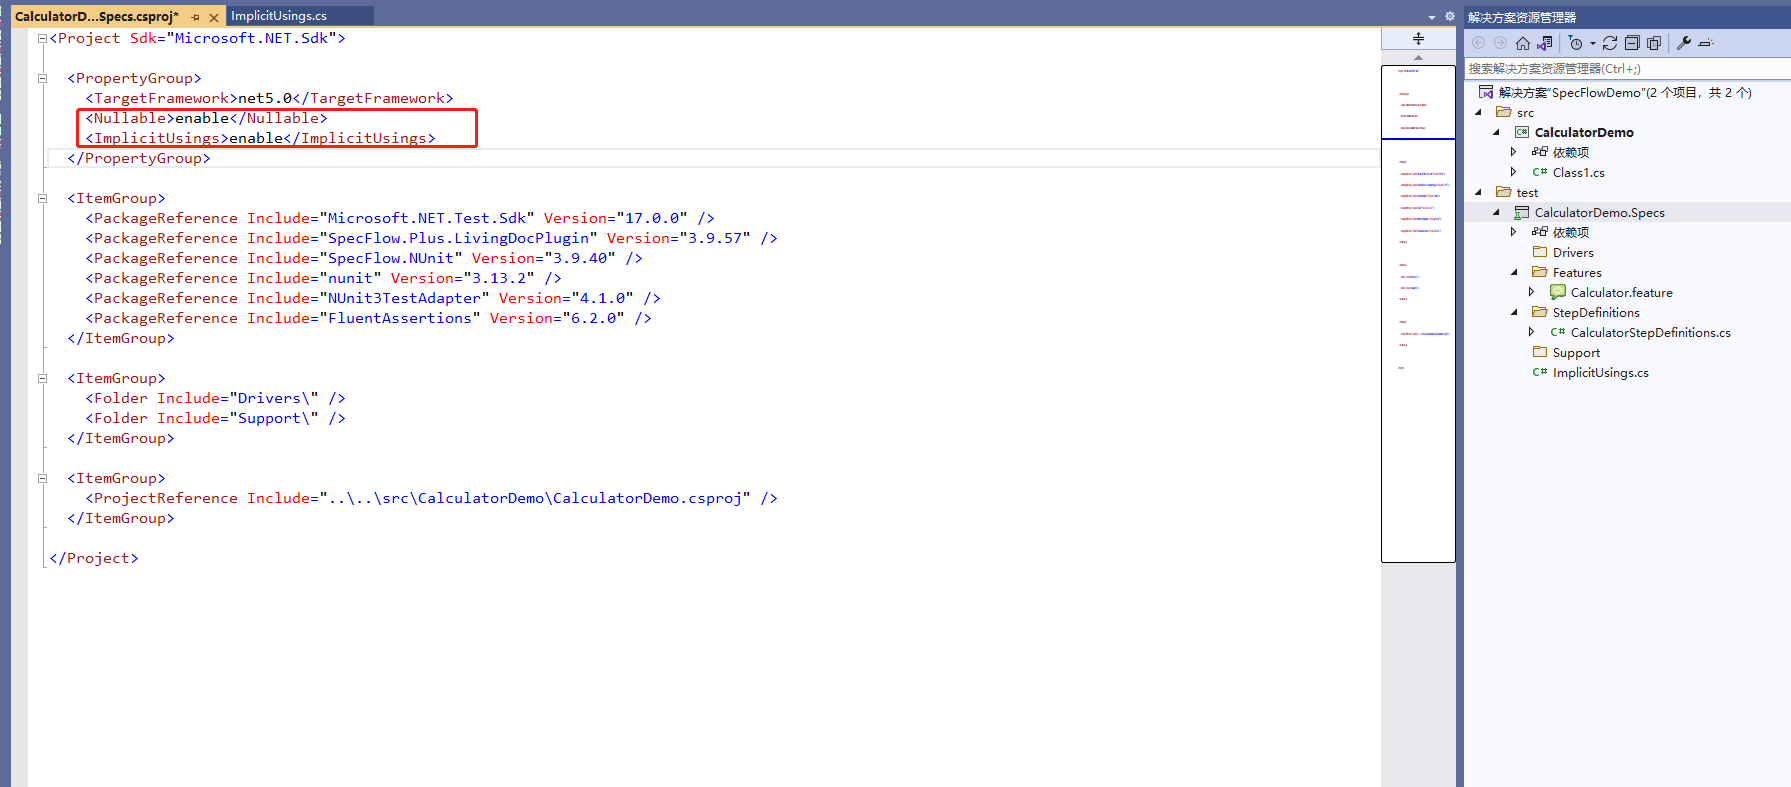 CalculatorD...Specs.csproj*
ImplicitUsings.cs
<Project Sdk="Microsoft.NET.Sdk">
<PropertyGroup>
<TargetFramework>net5.0</TargetFramework>
<Nullable>enable</Nullable>
<ImplicitUsings>enable</ImplicitUsings>
</PropertyGroup>
<ItemGroup>
<PackageReference Include="Microsoft.NET.Test.Sdk" Version="17.0.0" />
<PackageReference Include="SpecFlow.Plus.LivingDocPlugin" Version="3.9.57" />
<PackageReference Include="SpecFlow.NUnit" Version="3.9.40" />
<PackageReference Include="nunit" Version="3.13.2" />
<PackageReference Include="NUnit3TestAdapter" Version="4.1.0" />
<PackageReference Include="FluentAssertions" Version="6.2.0" />
</ItemGroup>
<ItemGroup>
<Folder Include="Drivers\" />
<Folder Include="Support\" />
</ItemGroup>
<ItemGroup>
<ProjectReference Include="..\..\src\CalculatorDemo\CalculatorDemo.csproj" />
</ItemGroup>
</Project>
解决方案资源管理器
搜索解决方案资源管理器(Ctrl+;)
解决方案"SpecFlowDemo"(2 个项目，共 2 个)
src
CalculatorDemo
依赖项
Class1.cs
test
CalculatorDemo.Specs
依赖项
Drivers
Features
Calculator.feature
StepDefinitions
CalculatorStepDefinitions.cs
Support
ImplicitUsings.cs